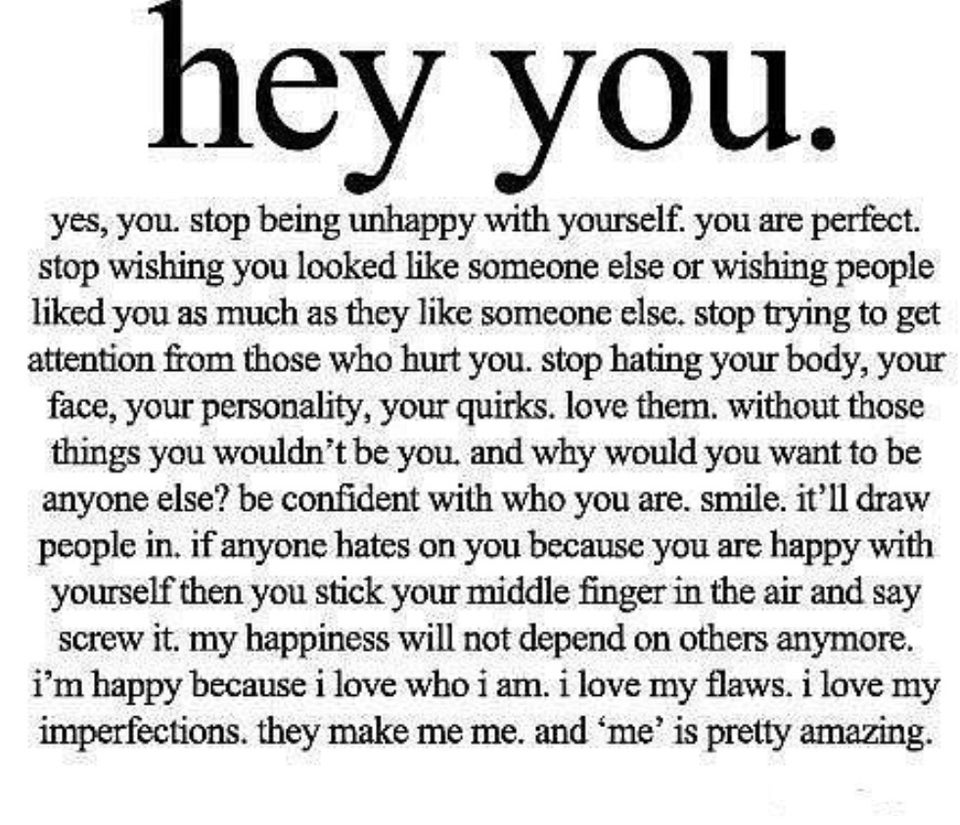 hey you.
yes, you. stop being unhappy with yourself. you are perfect.
stop wishing you looked like someone else or wishing people
liked you as much as they like someone else. stop trying to get
attention from those who hurt you. stop hating your body, your
face, your personality, your quirks. love them. without those
things you wouldn’t be you. and why would you want to be
anyone else? be confident with who you are. smile. it’ll draw
people in. if anyone hates on you because you are happy with
yourself then you stick your middle finger in the air and say
screw it. my happiness will not depend on others anymore.
i’m happy because i love who i am. i love my flaws. i love my
imperfections. they make me me. and ‘me’ is pretty amazing.